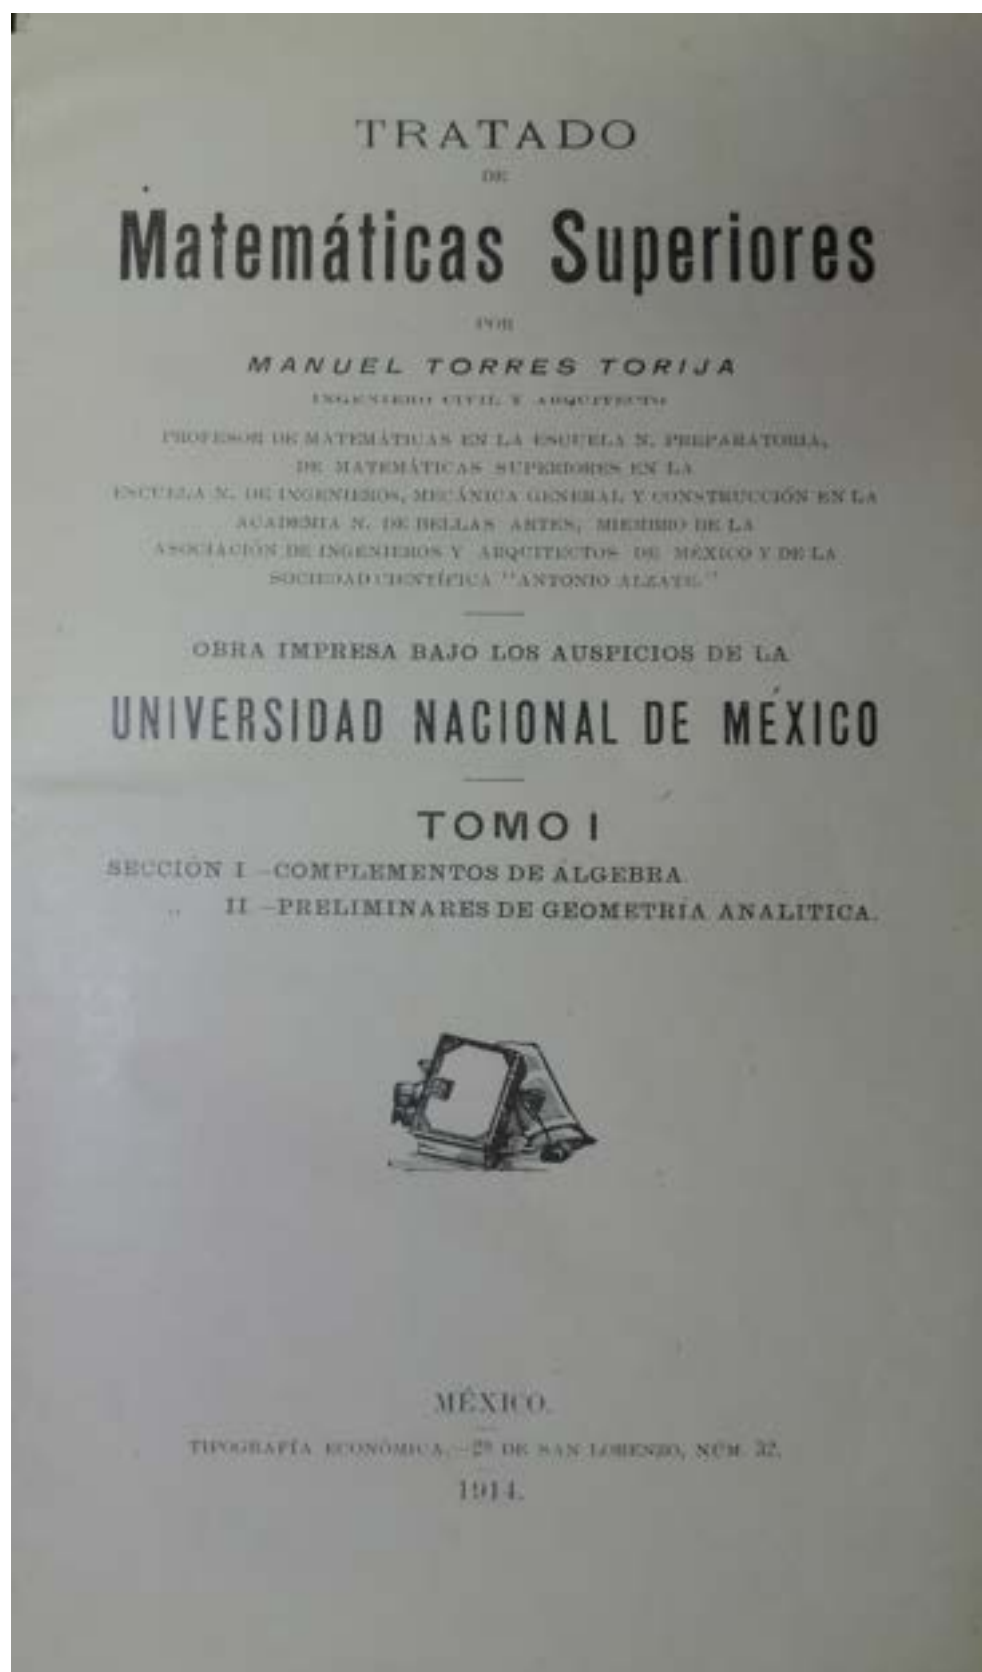 TRATADO
DE
Matemáticas Superiores
POR
MANUEL TORRES TORIJA
INGENIERO CIVIL Y ARQUITECTO
PROFESOR DE MATEMÁTICAS EN LA ESCUELA N. PREPARATORIA,
DE MATEMÁTICAS SUPERIORES EN LA
ESCUELA N. DE INGENIEROS, MECÁNICA GENERAL Y CONSTRUCCIÓN EN LA
ACADEMIA N. DE BELLAS ARTES, MIEMBRO DE LA
ASOCIACIÓN DE INGENIEROS Y ARQUITECTOS DE MÉXICO Y DE LA
SOCIEDAD CIENTÍFICA "ANTONIO ALZATE."
OBRA IMPRESA BAJO LOS AUSPICIOS DE LA
UNIVERSIDAD NACIONAL DE MÉXICO
TOMO I
SECCIÓN I –COMPLEMENTOS DE ÁLGEBRA
,, II –PRELIMINARES DE GEOMETRÍA ANALITICA.
MÉXICO.
TIPOGRAFÍA ECONÓMICA,–2ª DE SAN LORENZO, NÚM. 32.
1914.